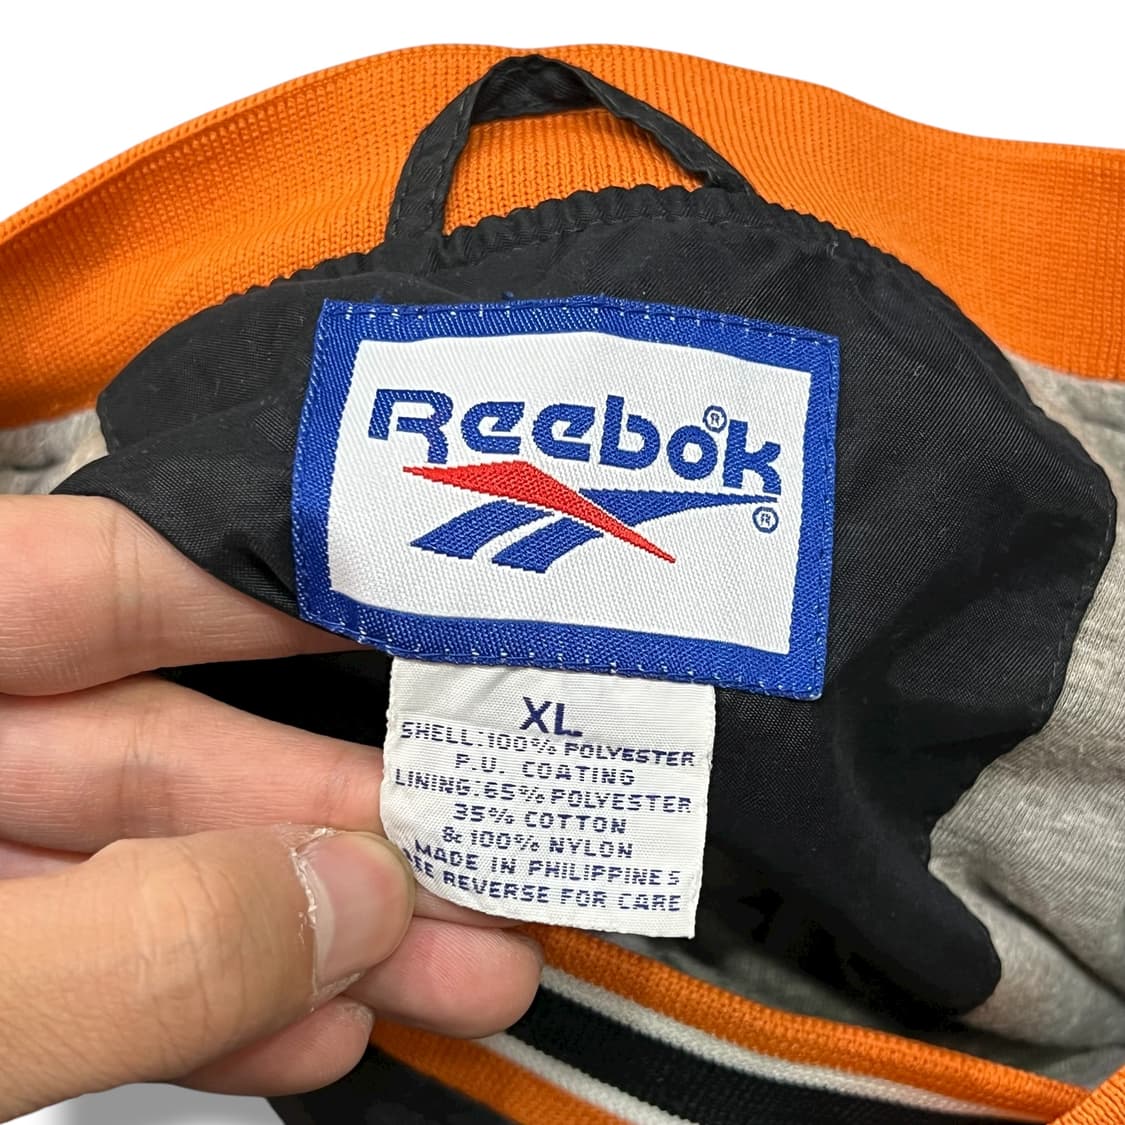 Reebok
®
®
XL
SHELL:100% POLYESTER
P.U. COATING
LINING:65% POLYESTER
35% COTTON
& 100% NYLON
MADE IN PHILIPPINES
REVERSE FOR CARE